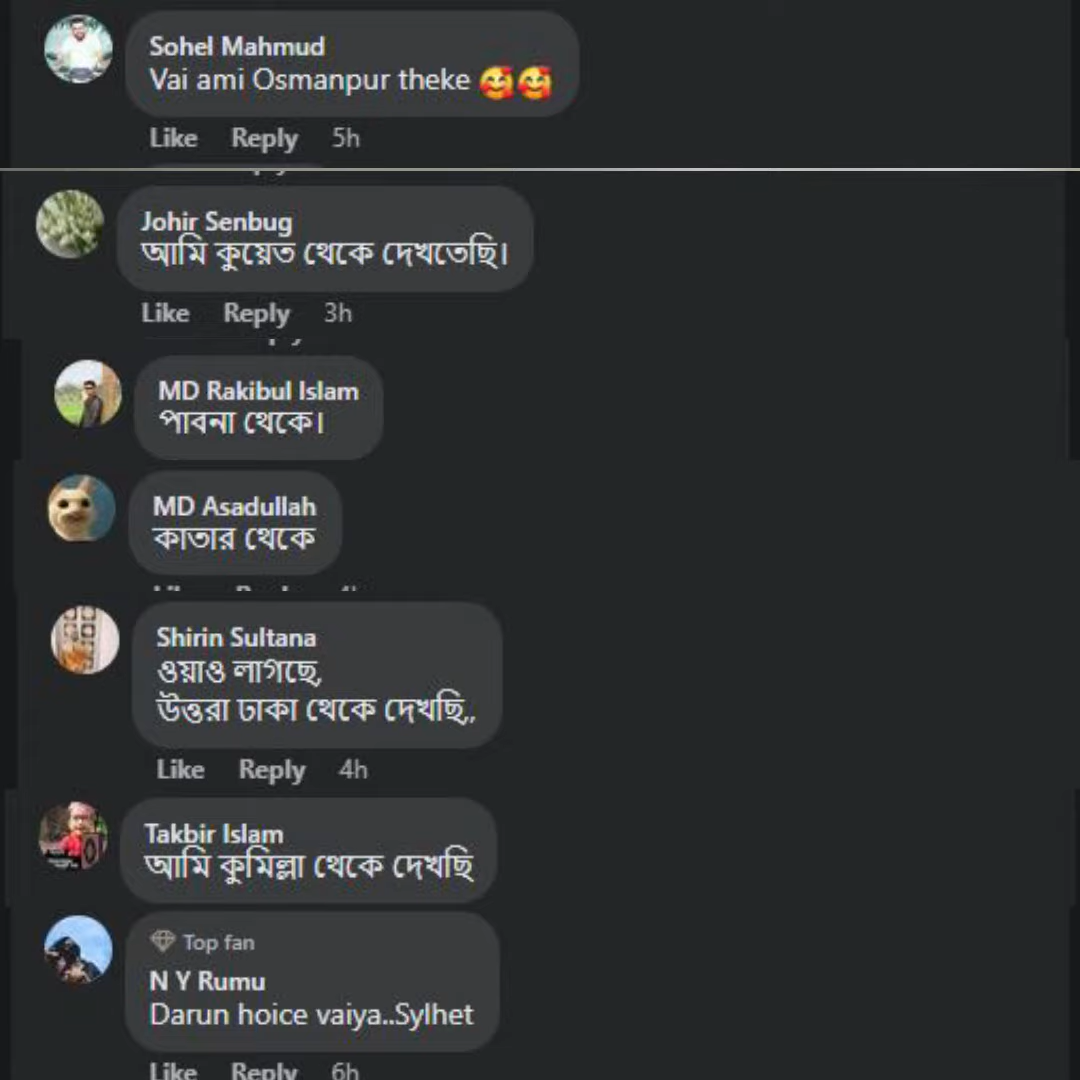 Sohel Mahmud
Vai ami Osmanpur theke 🥰🥰
Like Reply 5h
Johir Senbug
আমি কুয়েত থেকে দেখতেছি।
Like Reply 3h
MD Rakibul Islam
পাবনা থেকে।
MD Asadullah
কাতার থেকে
Shirin Sultana
ওয়াও লাগছে,
উত্তরা ঢাকা থেকে দেখছি,,
Like Reply 4h
Takbir Islam
আমি কুমিল্লা থেকে দেখছি
Top fan
N Y Rumu
Darun hoice vaiya..Sylhet
Like Reply 6h